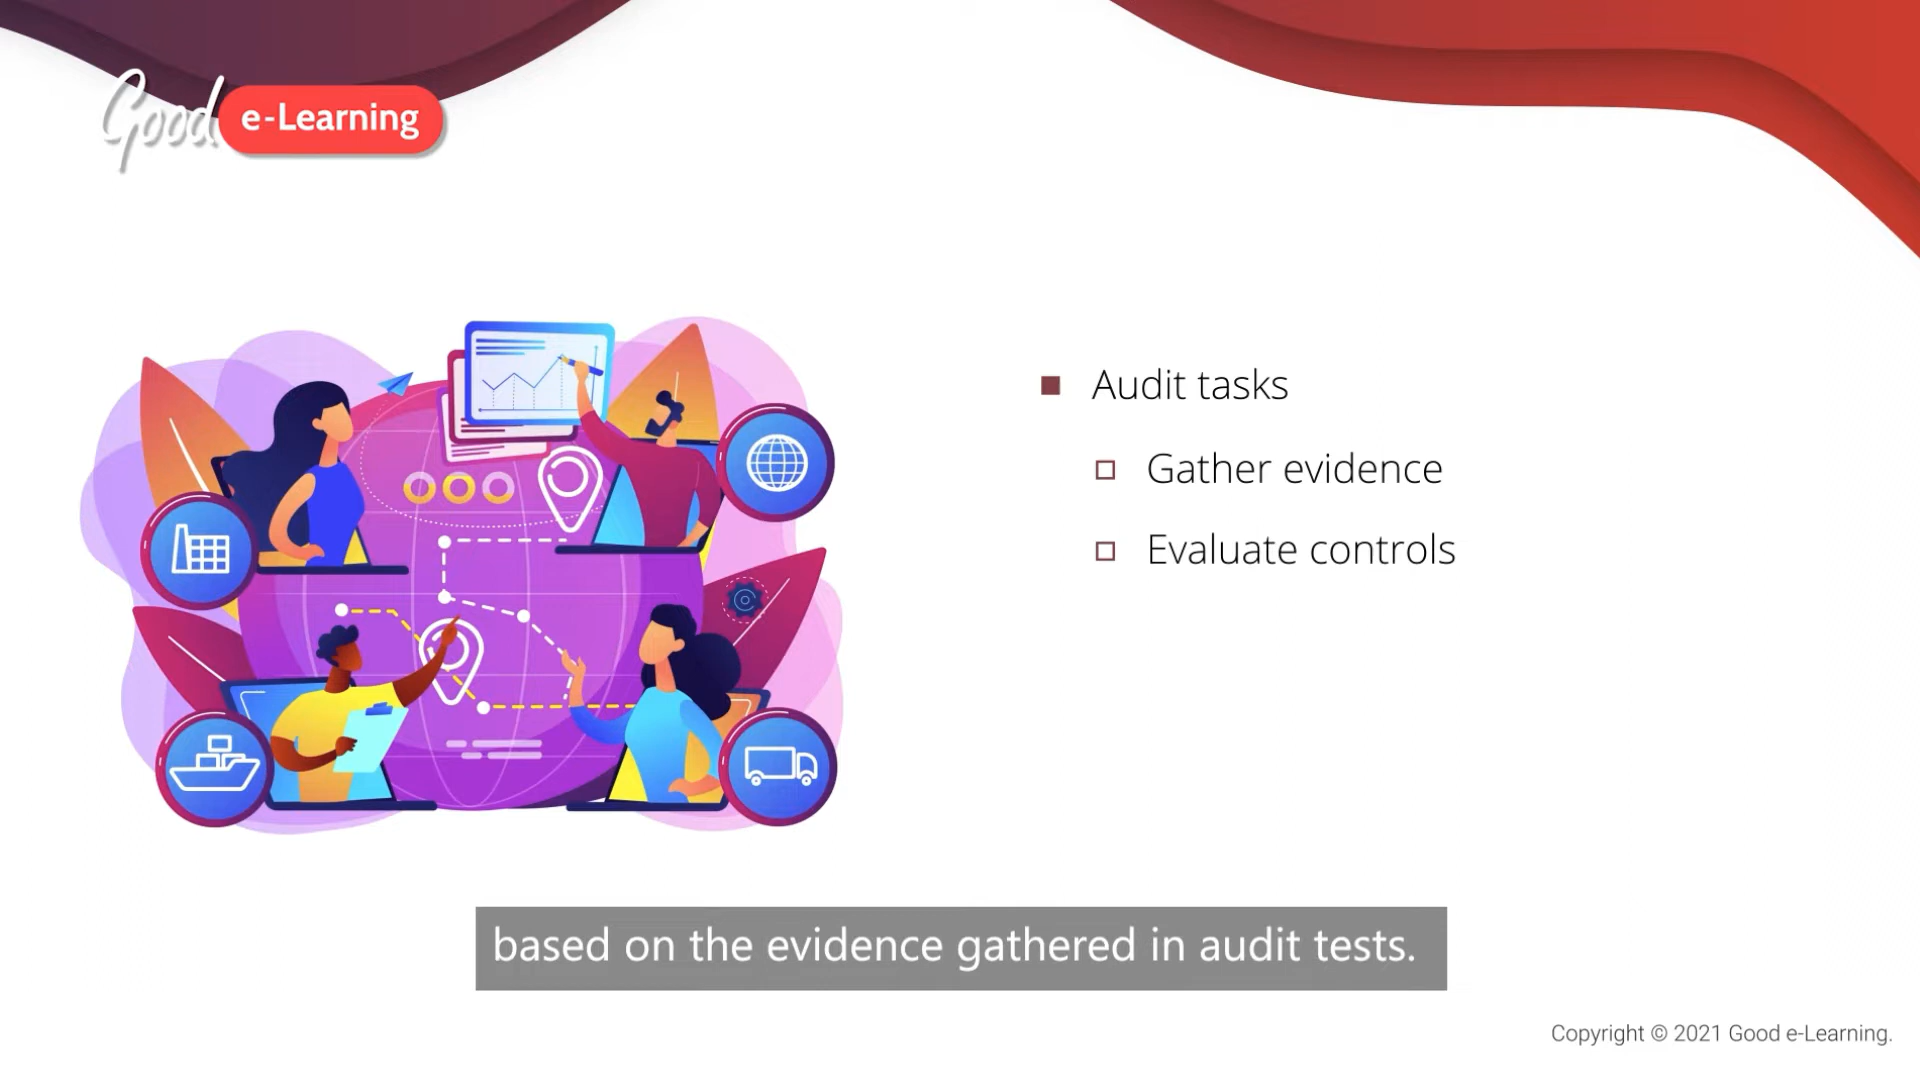 Good e-Learning
Audit tasks
Gather evidence
Evaluate controls
based on the evidence gathered in audit tests.
Copyright © 2021 Good e-Learning.